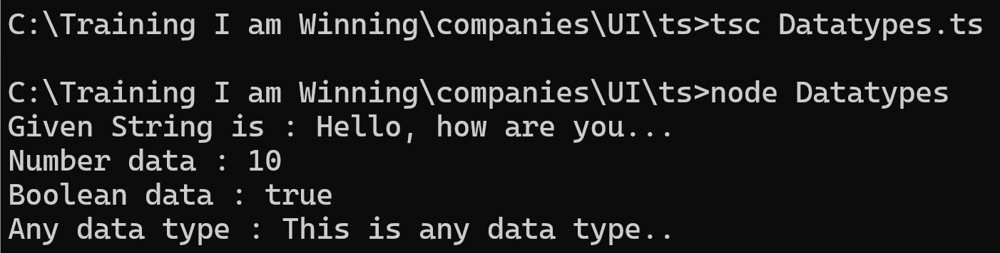 C:\Training I am Winning\companies\UI\ts>tsc Datatypes.ts
C:\Training I am Winning\companies\UI\ts>node Datatypes
Given String is : Hello, how are you...
Number data : 10
Boolean data : true
Any data type : This is any data type..